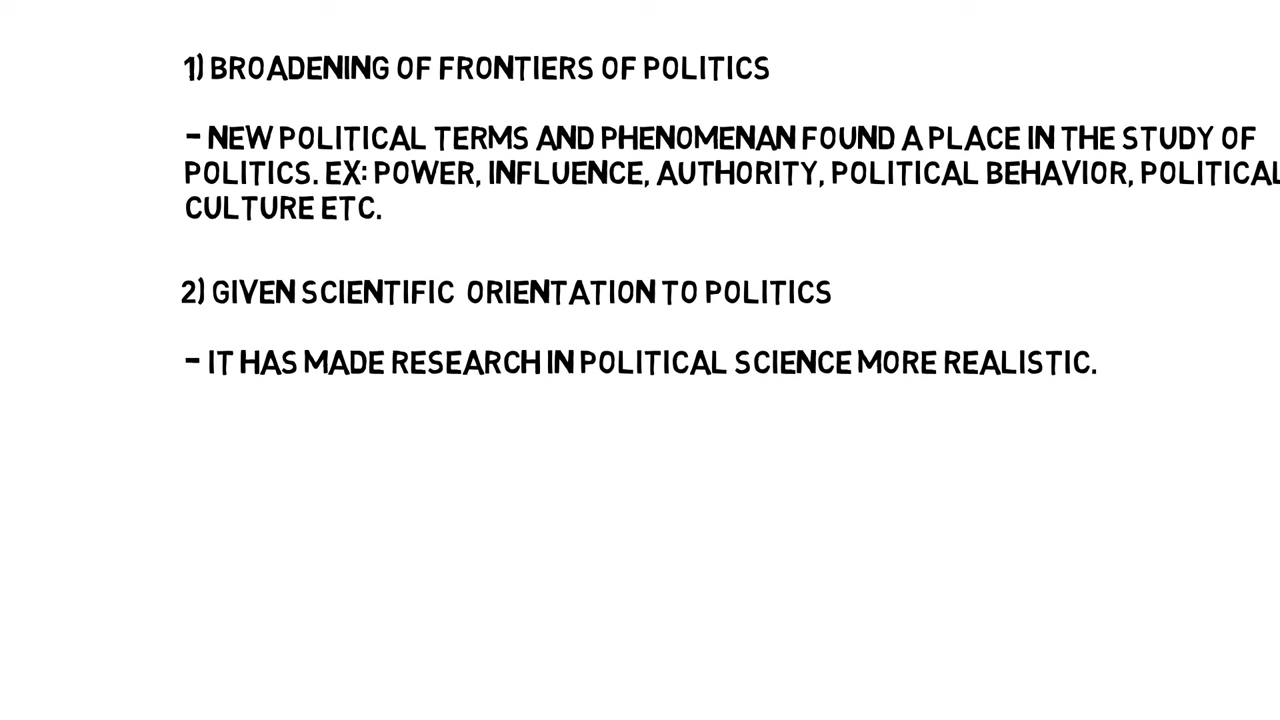 1) BROADENING OF FRONTIERS OF POLITICS
- NEW POLITICAL TERMS AND PHENOMENAN FOUND A PLACE IN THE STUDY OF
POLITICS. EX: POWER, INFLUENCE, AUTHORITY, POLITICAL BEHAVIOR, POLITICAL
CULTURE ETC.
2) GIVEN SCIENTIFIC ORIENTATION TO POLITICS
- IT HAS MADE RESEARCH IN POLITICAL SCIENCE MORE REALISTIC.